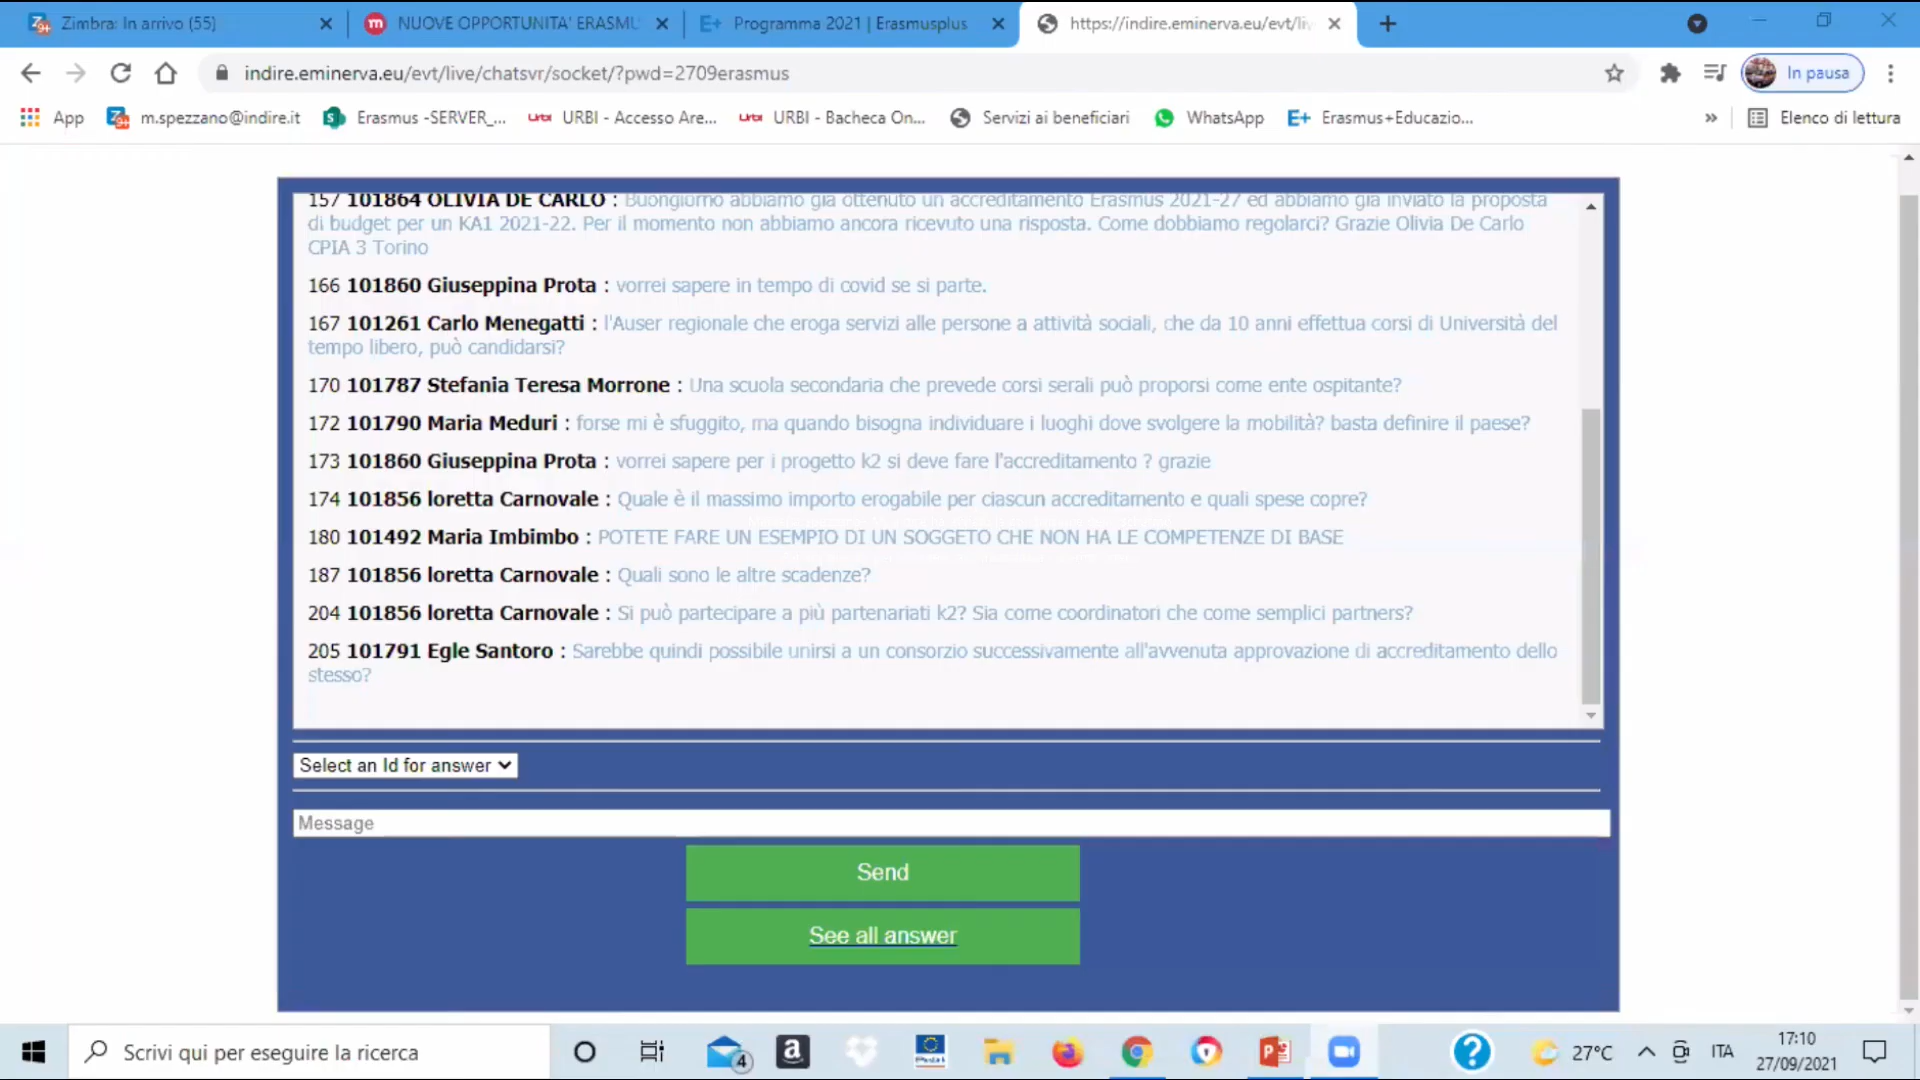 Zimbra: In arrivo (55)
NUOVE OPPORTUNITA' ERASMU
Programma 2021 | Erasmusplus
https://indire.eminerva.eu/evt/liv
indire.eminerva.eu/evt/live/chatsvr/socket/?pwd=2709erasmus
In pausa
App
m.spezzano@indire.it
Erasmus -SERVER_...
URBI - Accesso Are...
URBI - Bacheca On...
Servizi ai beneficiari
WhatsApp
Erasmus+Educazio...
»
Elenco di lettura
157 101864 OLIVIA DE CARLO : Buongiorno abbiamo già ottenuto un accreditamento Erasmus 2021-27 ed abbiamo già inviato la proposta
di budget per un KA1 2021-22. Per il momento non abbiamo ancora ricevuto una risposta. Come dobbiamo regolarci? Grazie Olivia De Carlo
CPIA 3 Torino
166 101860 Giuseppina Prota : vorrei sapere in tempo di covid se si parte.
167 101261 Carlo Menegatti : l'Auser regionale che eroga servizi alle persone a attività sociali, che da 10 anni effettua corsi di Università del
tempo libero, può candidarsi?
170 101787 Stefania Teresa Morrone : Una scuola secondaria che prevede corsi serali può proporsi come ente ospitante?
172 101790 Maria Meduri : forse mi è sfuggito, ma quando bisogna individuare i luoghi dove svolgere la mobilità? basta definire il paese?
173 101860 Giuseppina Prota : vorrei sapere per i progetto k2 si deve fare l'accreditamento ? grazie
174 101856 loretta Carnovale : Quale è il massimo importo erogabile per ciascun accreditamento e quali spese copre?
180 101492 Maria Imbimbo : POTETE FARE UN ESEMPIO DI UN SOGGETO CHE NON HA LE COMPETENZE DI BASE
187 101856 loretta Carnovale : Quali sono le altre scadenze?
204 101856 loretta Carnovale : Si può partecipare a più partenariati k2? Sia come coordinatori che come semplici partners?
205 101791 Egle Santoro : Sarebbe quindi possibile unirsi a un consorzio successivamente all'avvenuta approvazione di accreditamento dello
stesso?
Select an Id for answer
Message
Send
See all answer
Scrivi qui per eseguire la ricerca
4
27°C
ITA
17:10
27/09/2021